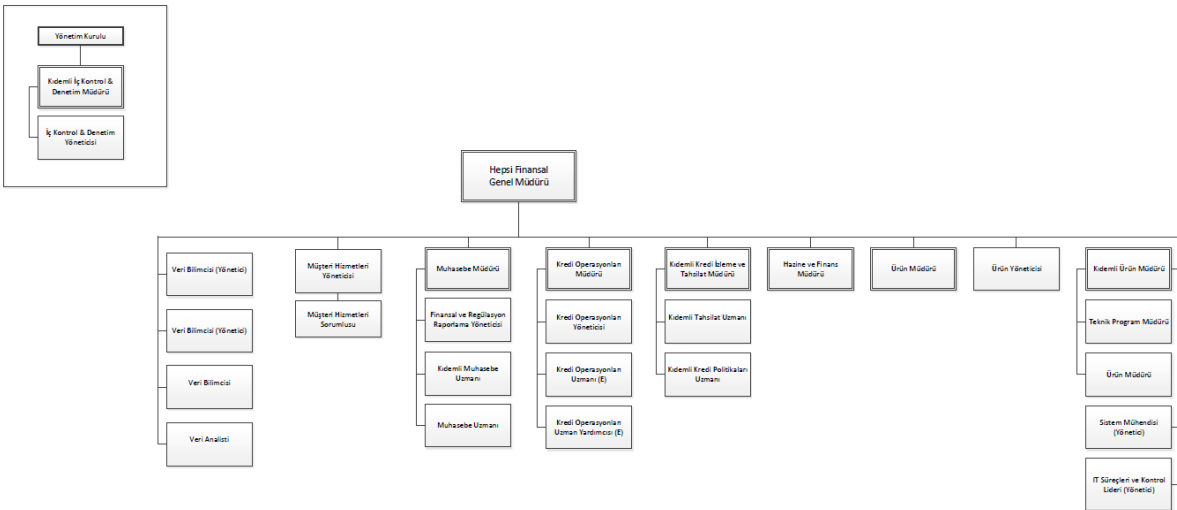 Yönetim Kurulu
Kıdemli İç Kontrol &
Denetim Müdürü
İç Kontrol & Denetim
Yöneticisi
Hepsi Finansal
Genel Müdürü
Veri Bilimcisi (Yönetici)
Veri Bilimcisi (Yönetici)
Veri Bilimcisi
Veri Analisti
Müşteri Hizmetleri
Yöneticisi
Müşteri Hizmetleri
Sorumlusu
Muhasebe Müdürü
Finansal ve Regülasyon
Raporlama Yöneticisi
Kıdemli Muhasebe
Uzmanı
Muhasebe Uzmanı
Kredi Operasyonları
Müdürü
Kredi Operasyonları
Yöneticisi
Kredi Operasyonları
Uzmanı (E)
Kredi Operasyonları
Uzman Yardımcısı (E)
Kıdemli Kredi İzleme ve
Tahsilat Müdürü
Kıdemli Tahsilat Uzmanı
Kıdemli Kredi Politikaları
Uzmanı
Hazine ve Finans
Müdürü
Ürün Müdürü
Ürün Yöneticisi
Kıdemli Ürün Müdürü
Teknik Program Müdürü
Ürün Müdürü
Sistem Mühendisi
(Yönetici)
IT Süreçleri ve Kontrol
Lideri (Yönetici)